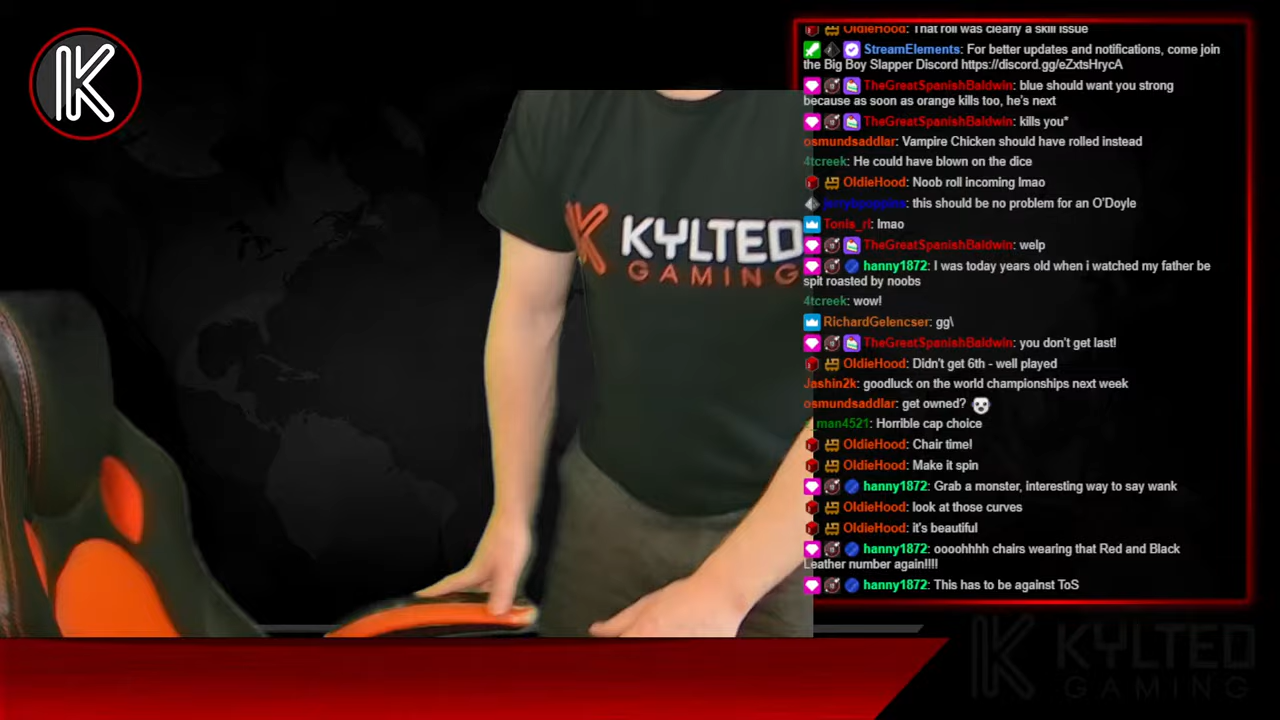 OldieHood: That roll was clearly a skill issue
StreamElements: For better updates and notifications, come join
the Big Boy Slapper Discord https://discord.gg/eZxtsHrycA
TheGreatSpanishBaldwin: blue should want you strong
because as soon as orange kills too, he's next
TheGreatSpanishBaldwin: kills you*
osmundsaddlar: Vampire Chicken should have rolled instead
4tcreek: He could have blown on the dice
OldieHood: Noob roll incoming lmao
: this should be no problem for an O'Doyle
Tonis_rl: lmao
TheGreatSpanishBaldwin: welp
hanny1872: I was today years old when i watched my father be
spit roasted by noobs
4tcreek: wow!
RichardGelencser: gg\
TheGreatSpanishBaldwin: you don't get last!
OldieHood: Didn't get 6th - well played
Jashin2k: goodluck on the world championships next week
osmundsaddlar: get owned?
_man4521: Horrible cap choice
OldieHood: Chair time!
OldieHood: Make it spin
hanny1872: Grab a monster, interesting way to say wank
OldieHood: look at those curves
OldieHood: it's beautiful
hanny1872: oooohhhh chairs wearing that Red and Black
Leather number again!!!!
hanny1872: This has to be against ToS
KYLTED
GAMING
KYLTED
GAMING